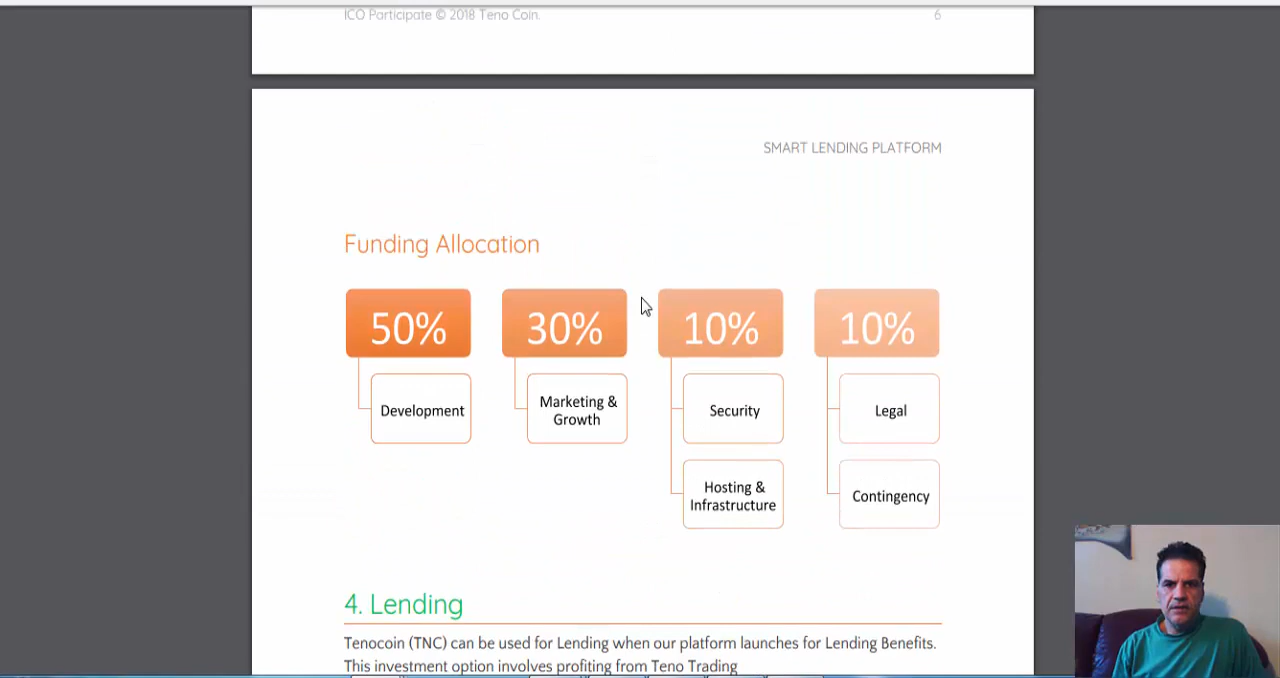 ICO Participate © 2018 Teno Coin.
6
SMART LENDING PLATFORM
Funding Allocation
50%
Development
30%
Marketing &
Growth
10%
Security
Hosting &
Infrastructure
10%
Legal
Contingency
4. Lending
Tenocoin (TNC) can be used for Lending when our platform launches for Lending Benefits.
This investment option involves profiting from Teno Trading